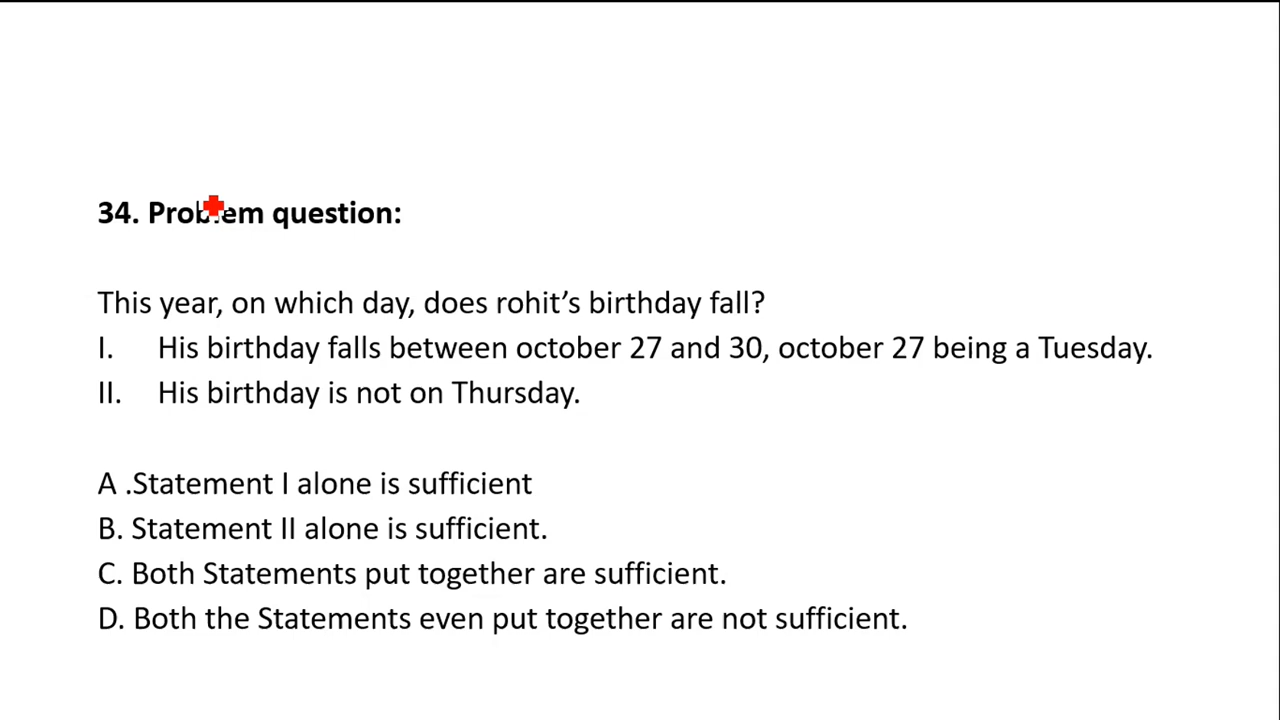 34. Problem question:
This year, on which day, does rohit's birthday fall?
I. His birthday falls between october 27 and 30, october 27 being a Tuesday.
II. His birthday is not on Thursday.
A .Statement I alone is sufficient
B. Statement II alone is sufficient.
C. Both Statements put together are sufficient.
D. Both the Statements even put together are not sufficient.